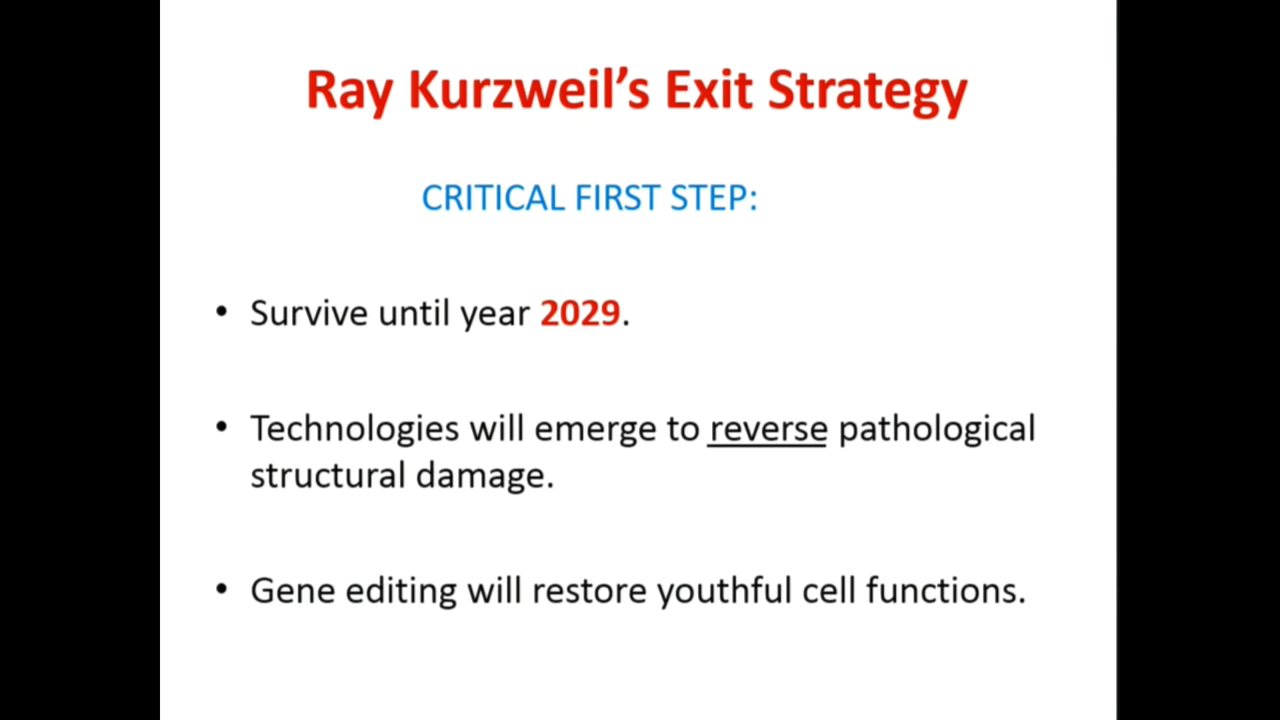 Ray Kurzweil’s Exit Strategy
CRITICAL FIRST STEP:
• Survive until year 2029.
• Technologies will emerge to reverse pathological
structural damage.
• Gene editing will restore youthful cell functions.